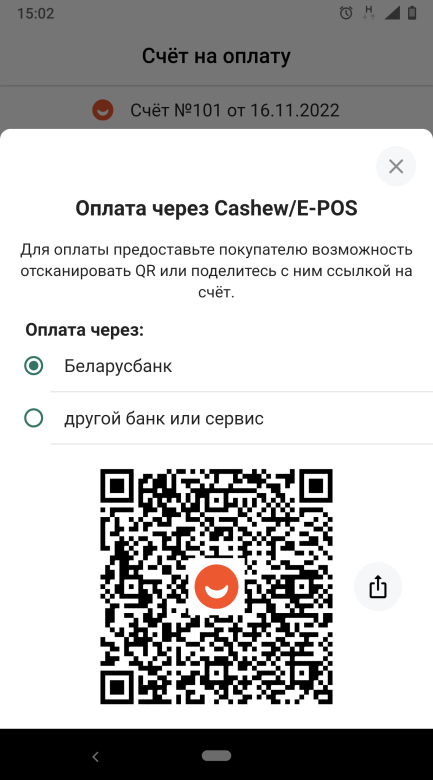 15:02
H
Счёт на оплату
Счёт №101 от 16.11.2022
Оплата через Cashew/E-POS
Для оплаты предоставьте покупателю возможность
отсканировать QR или поделитесь с ним ссылкой на
счёт.
Оплата через:
Беларусбанк
другой банк или сервис